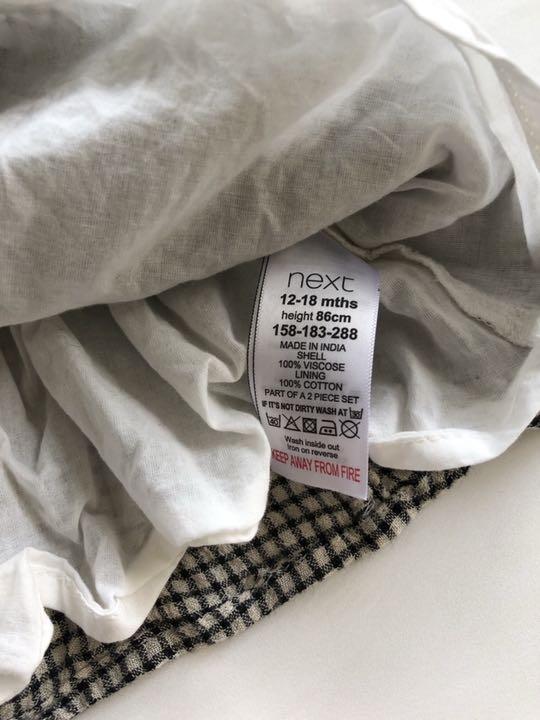 next
12-18 mths
height 86cm
158-183-288
MADE IN INDIA
SHELL
100% VISCOSE
LINING
100% COTTON
PART OF A 2 PIECE SET
IF IT'S NOT DIRTY WASH AT
Wash inside out
Iron on reverse
KEEP AWAY FROM FIRE